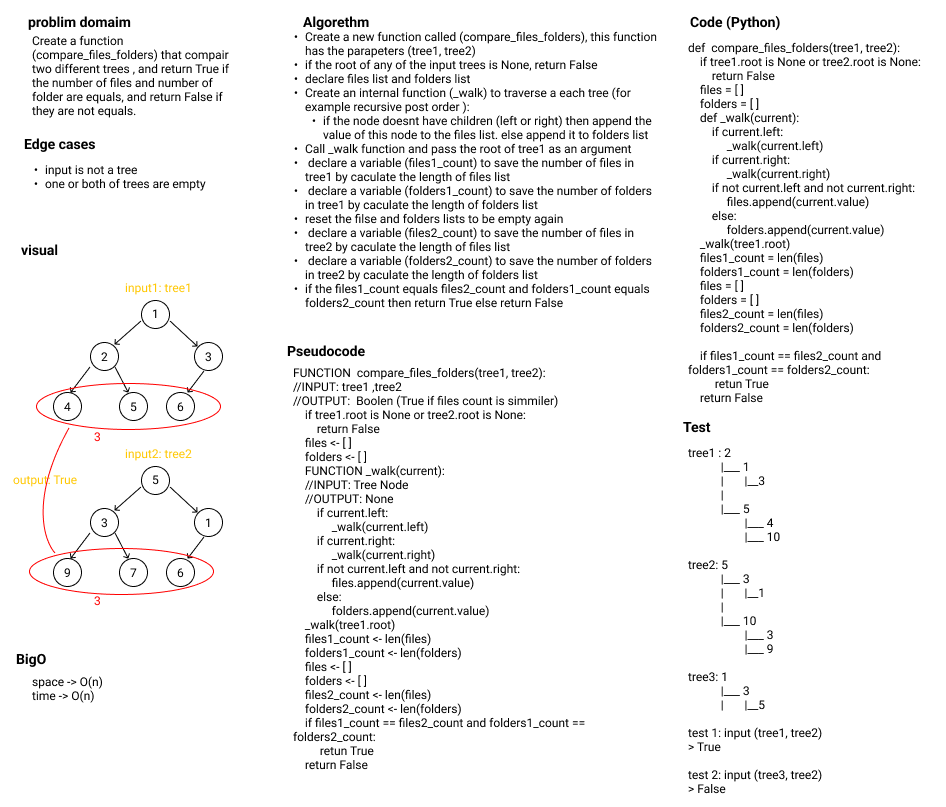 problim domaim
Create a function
(compare_files_folders) that compair
two different trees , and return True if
the number of files and number of
folder are equals, and return False if
they are not equals.
Edge cases
• input is not a tree
• one or both of trees are empty
visual
input1: tree1
1
2
3
4
5
6
3
input2: tree2
output: True
5
3
1
9
7
6
3
BigO
space -> O(n)
time -> O(n)
Algorethm
• Create a new function called (compare_files_folders), this function
has the parapeters (tree1, tree2)
• if the root of any of the input trees is None, return False
• declare files list and folders list
• Create an internal function (_walk) to traverse a each tree (for
example recursive post order ):
• if the node doesnt have children (left or right) then append the
value of this node to the files list. else append it to folders list
• Call _walk function and pass the root of tree1 as an argument
• declare a variable (files1_count) to save the number of files in
tree1 by caculate the length of files list
• declare a variable (folders1_count) to save the number of folders
in tree1 by caculate the length of folders list
• reset the filse and folders lists to be empty again
• declare a variable (files2_count) to save the number of files in
tree2 by caculate the length of files list
• declare a variable (folders2_count) to save the number of folders
in tree2 by caculate the length of folders list
• if the files1_count equals files2_count and folders1_count equals
folders2_count then return True else return False
Pseudocode
FUNCTION compare_files_folders(tree1, tree2):
//INPUT: tree1 ,tree2
//OUTPUT: Boolen (True if files count is simmiler)
if tree1.root is None or tree2.root is None:
return False
files <- [ ]
folders <- [ ]
FUNCTION _walk(current):
//INPUT: Tree Node
//OUTPUT: None
if current.left:
_walk(current.left)
if current.right:
_walk(current.right)
if not current.left and not current.right:
files.append(current.value)
else:
folders.append(current.value)
_walk(tree1.root)
files1_count <- len(files)
folders1_count <- len(folders)
files <- [ ]
folders <- [ ]
files2_count <- len(files)
folders2_count <- len(folders)
if files1_count == files2_count and folders1_count ==
folders2_count:
retun True
return False
Code (Python)
def compare_files_folders(tree1, tree2):
if tree1.root is None or tree2.root is None:
return False
files = [ ]
folders = [ ]
def _walk(current):
if current.left:
_walk(current.left)
if current.right:
_walk(current.right)
if not current.left and not current.right:
files.append(current.value)
else:
folders.append(current.value)
_walk(tree1.root)
files1_count = len(files)
folders1_count = len(folders)
files = [ ]
folders = [ ]
files2_count = len(files)
folders2_count = len(folders)
if files1_count == files2_count and
folders1_count == folders2_count:
retun True
return False
Test
tree1 : 2
|___ 1
| |__3
|
|___ 5
|___ 4
|___ 10
tree2: 5
|___ 3
| |__1
|
|___ 10
|___ 3
|___ 9
tree3: 1
|___ 3
| |__5
test 1: input (tree1, tree2)
> True
test 2: input (tree3, tree2)
> False